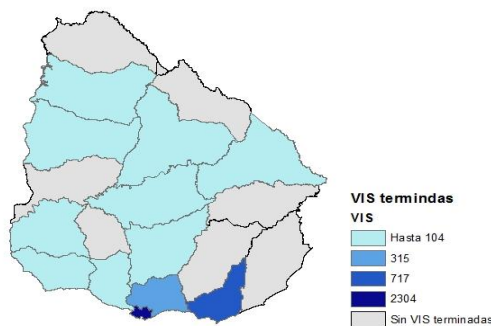 VIS termindas
VIS
Hasta 104
315
717
2304
Sin VIS terminadas